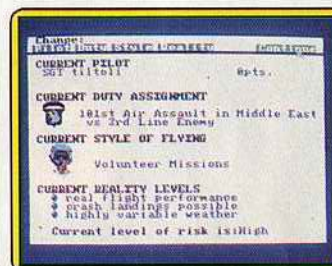 Change:
CURRENT PILOT
SGT tiltoli 0pts.
CURRENT DUTY ASSIGNMENT
101st Air Assault in Middle East
vs 3rd Line Enemy
CURRENT STYLE OF FLYING
Volunteer Missions
CURRENT REALITY LEVELS
real flight performance
crash landings possible
highly variable weather
Current level of risk is:High